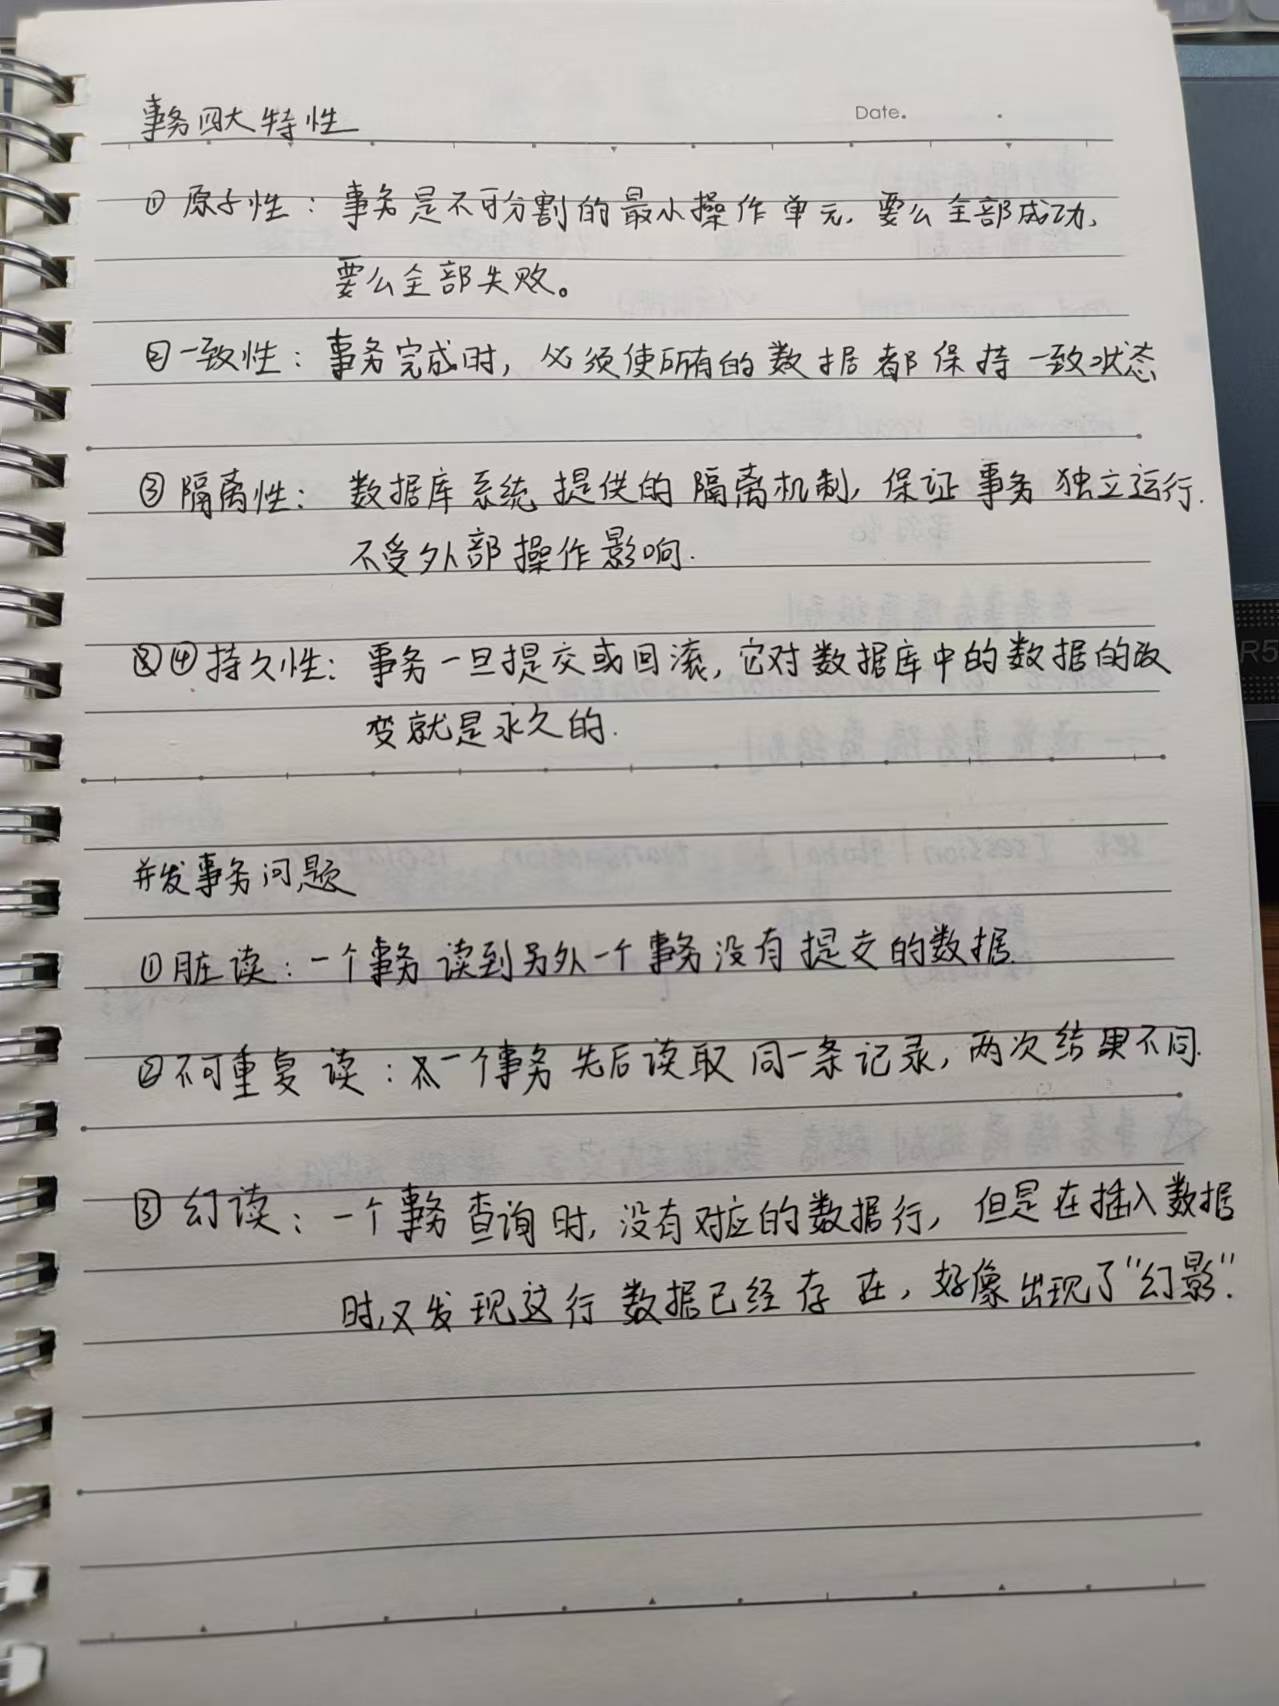 Date.
事务四大特性
① 原子性：事务是不可分割的最小操作单元.要么全部成功,
要么全部失败。
②一致性：事务完成时，必须使所有的数据都保持一致状态
③隔离性：数据库系统提供的隔离机制，保证事务独立运行.
不受外部操作影响.
④持久性：事务一旦提交或回滚，它对数据库中的数据的改
变就是永久的.
并发事务问题
①脏读：一个事务读到另外一个事务没有提交的数据.
②不可重复读：一个事务先后读取同一条记录，两次结果不同.
③幻读：一个事务查询时，没有对应的数据行，但是在插入数据
时,又发现这行数据已经存在，好像出现了“幻影”.
R5